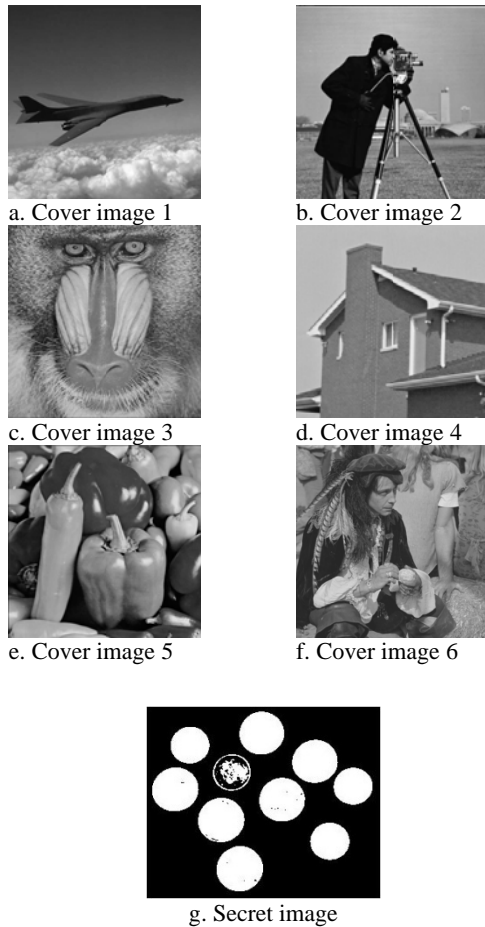 a. Cover image 1
b. Cover image 2
c. Cover image 3
d. Cover image 4
e. Cover image 5
f. Cover image 6
g. Secret image